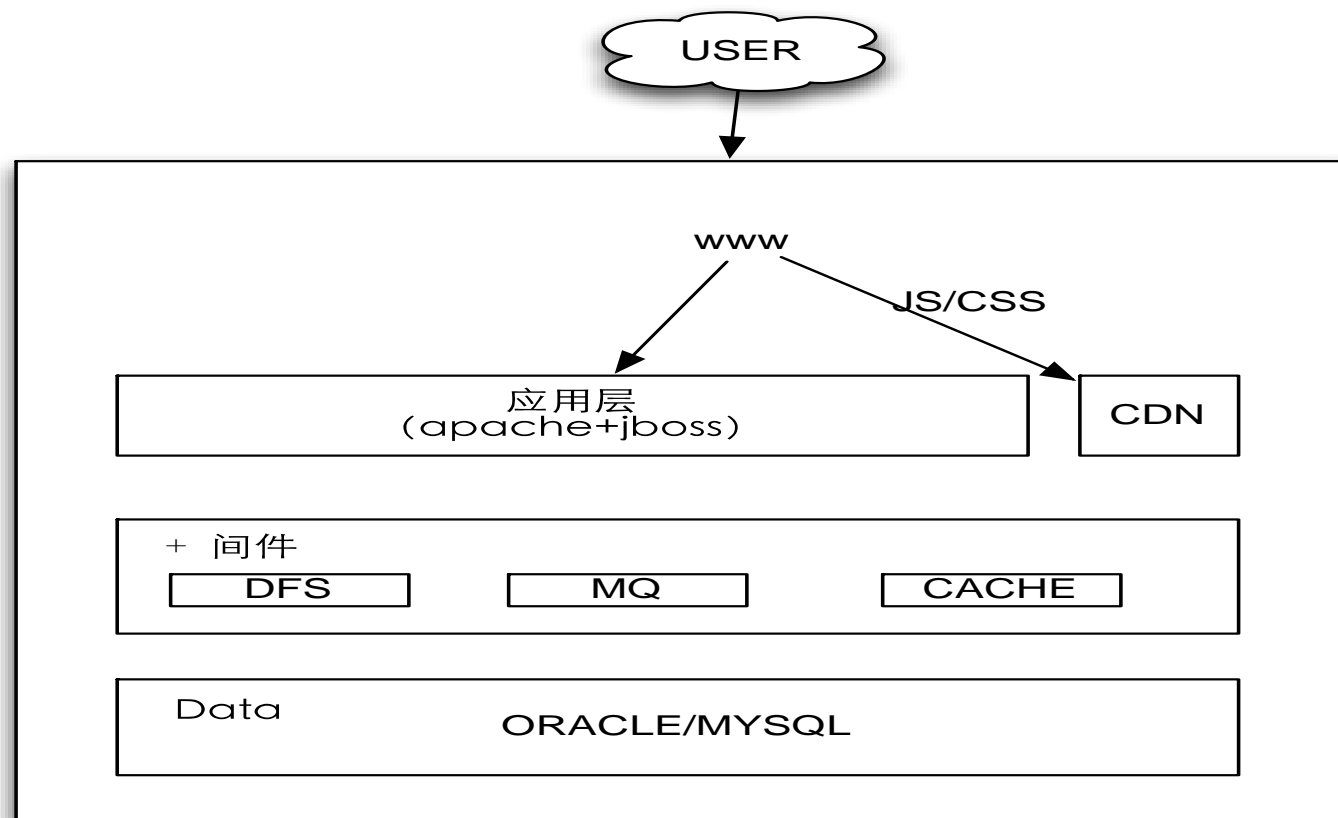 USER
www
JS/CSS
应用层
(apache+jboss)
CDN
+ 间件
DFS
MQ
CACHE
Data
ORACLE/MYSQL